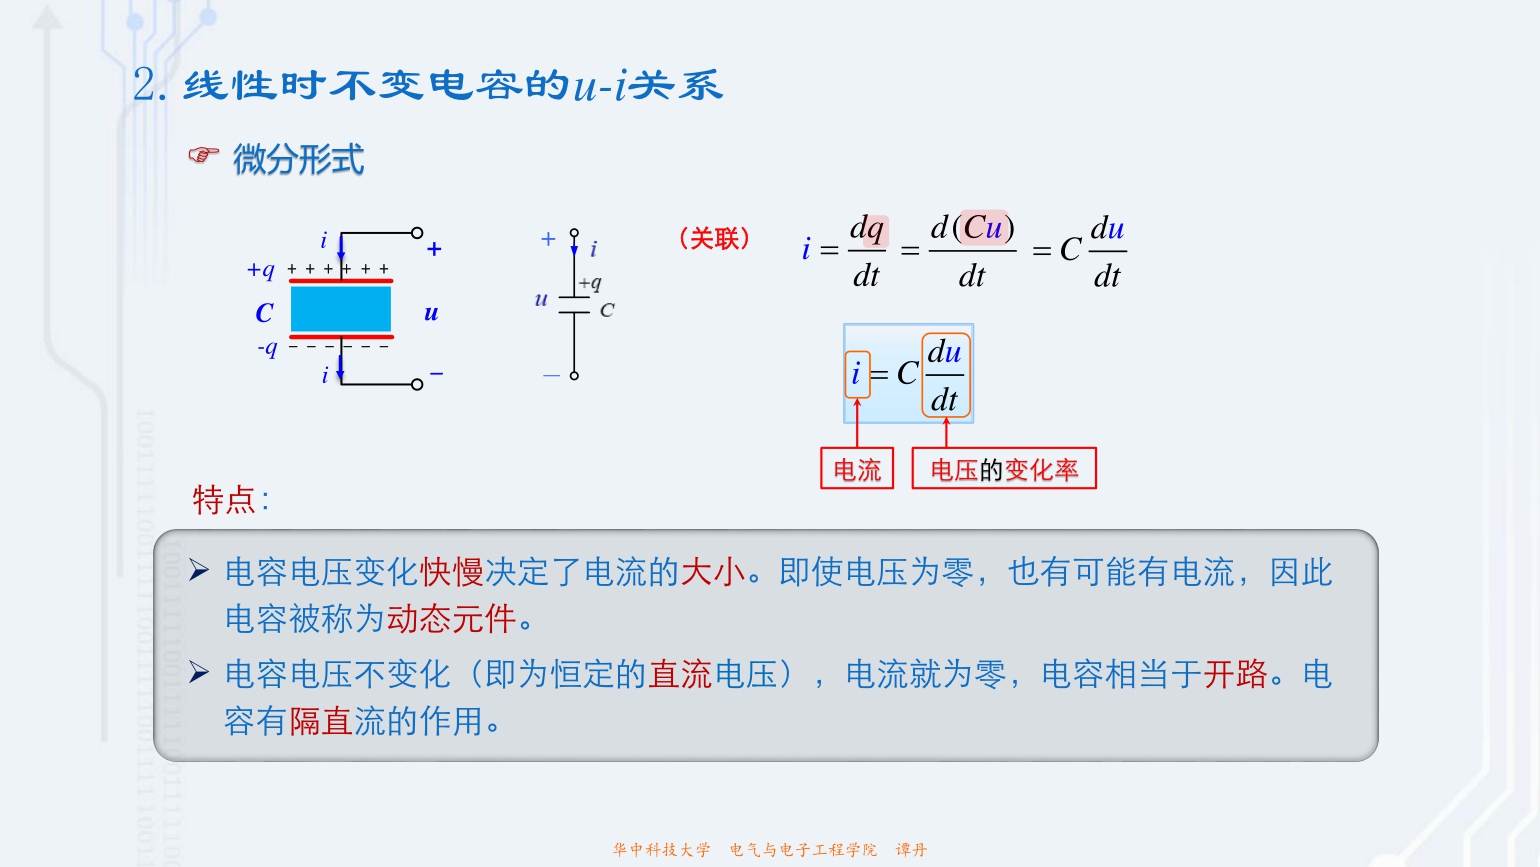 2. 线性时不变电容的u-i关系
☞ 微分形式
i
+
+q
+ + + + + +
C
u
-q
− − − − − −
i
−
+
i
u
+q
C
−
（关联）
i = dq/dt = d(Cu)/dt = C du/dt
i = C du/dt
电流
电压的变化率
特点：
➢ 电容电压变化快慢决定了电流的大小。即使电压为零，也有可能有电流，因此
电容被称为动态元件。
➢ 电容电压不变化（即为恒定的直流电压），电流就为零，电容相当于开路。电
容有隔直流的作用。
华中科技大学 电气与电子工程学院 谭丹